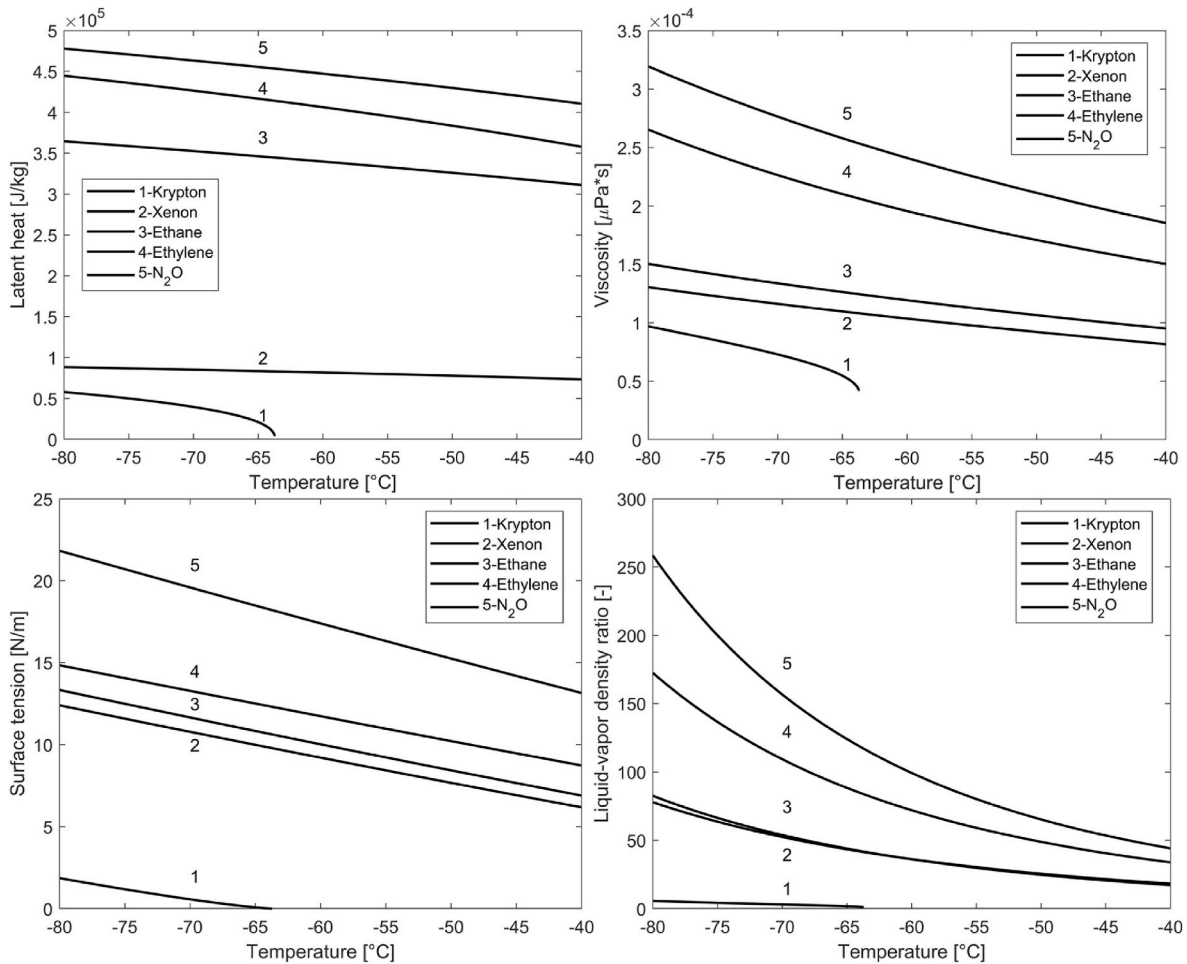 ×10⁵
5
4.5
4
3.5
3
2.5
2
1.5
1
0.5
0
Latent heat [J/kg]
5
4
3
2
1
1-Krypton
2-Xenon
3-Ethane
4-Ethylene
5-N₂O
-80 -75 -70 -65 -60 -55 -50 -45 -40
Temperature [°C]
×10⁻⁴
3.5
3
2.5
2
1.5
1
0.5
0
Viscosity [μPa*s]
5
4
3
2
1
1-Krypton
2-Xenon
3-Ethane
4-Ethylene
5-N₂O
-80 -75 -70 -65 -60 -55 -50 -45 -40
Temperature [°C]
25
20
15
10
5
0
Surface tension [N/m]
5
4
3
2
1
1-Krypton
2-Xenon
3-Ethane
4-Ethylene
5-N₂O
-80 -75 -70 -65 -60 -55 -50 -45 -40
Temperature [°C]
300
250
200
150
100
50
0
Liquid-vapor density ratio [-]
5
4
3
2
1
1-Krypton
2-Xenon
3-Ethane
4-Ethylene
5-N₂O
-80 -75 -70 -65 -60 -55 -50 -45 -40
Temperature [°C]